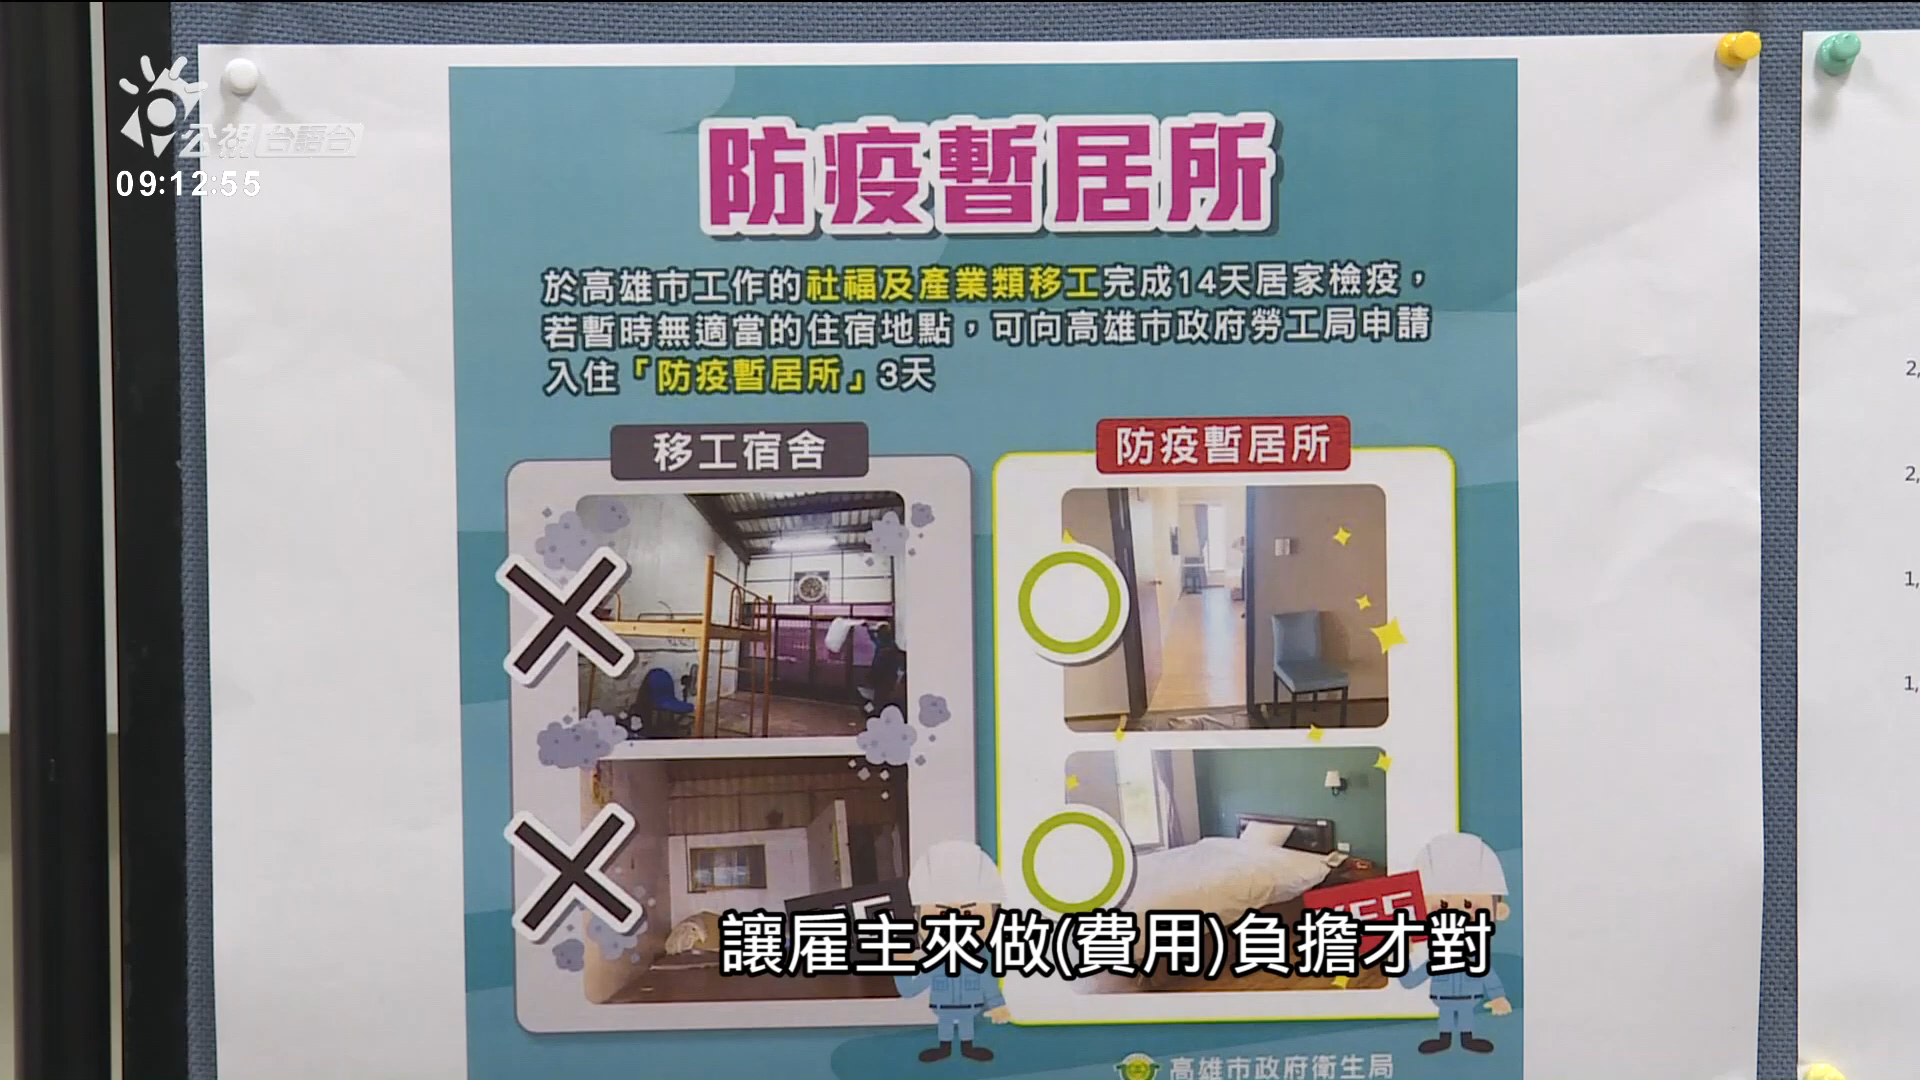 公視台語台
09:12:55
防疫暫居所
於高雄市工作的社福及產業類移工完成14天居家檢疫，
若暫時無適當的住宿地點，可向高雄市政府勞工局申請
入住「防疫暫居所」3天
移工宿舍
防疫暫居所
YES
讓雇主來做(費用)負擔才對
高雄市政府衛生局
2,
2,
1,
1,